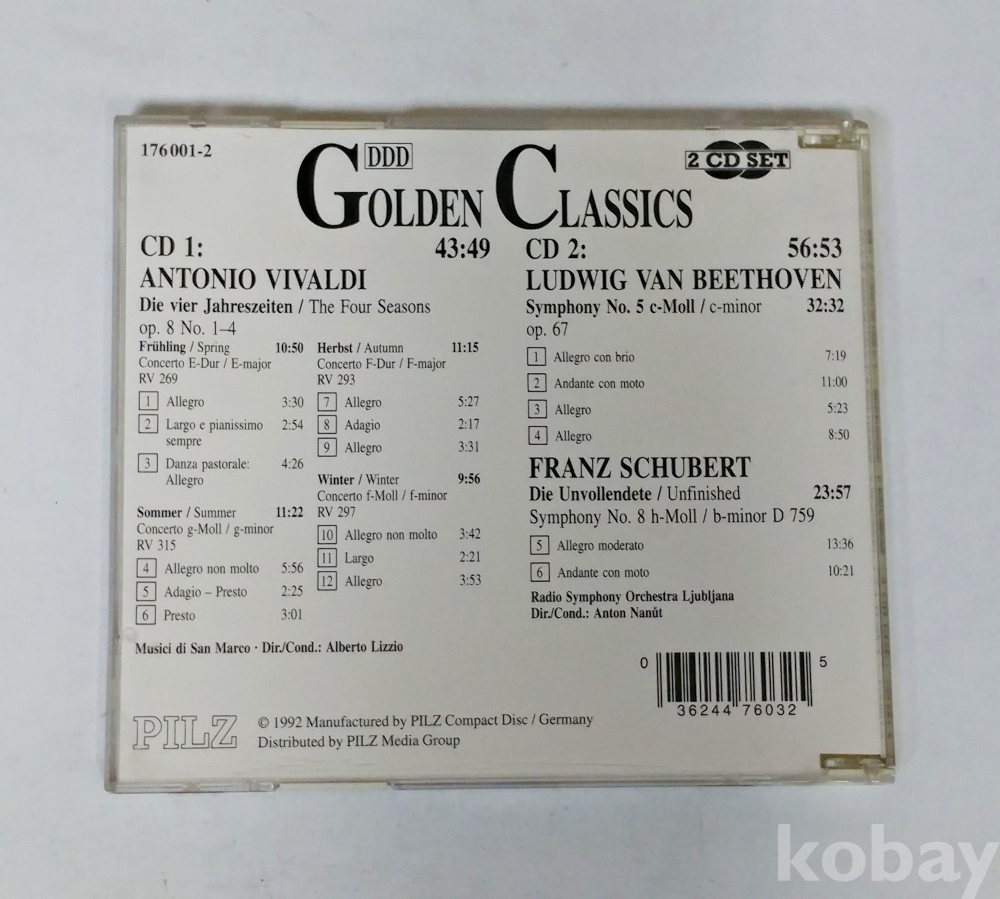 176 001-2
DDD
2 CD SET
GOLDEN CLASSICS
CD 1: 43:49
ANTONIO VIVALDI
Die vier Jahreszeiten / The Four Seasons
op. 8 No. 1–4
Frühling / Spring 10:50
Concerto E-Dur / E-major
RV 269
1 Allegro 3:30
2 Largo e pianissimo 2:54
sempre
3 Danza pastorale: 4:26
Allegro
Sommer / Summer 11:22
Concerto g-Moll / g-minor
RV 315
4 Allegro non molto 5:56
5 Adagio – Presto 2:25
6 Presto 3:01
Herbst / Autumn 11:15
Concerto F-Dur / F-major
RV 293
7 Allegro 5:27
8 Adagio 2:17
9 Allegro 3:31
Winter / Winter 9:56
Concerto f-Moll / f-minor
RV 297
10 Allegro non molto 3:42
11 Largo 2:21
12 Allegro 3:53
Musici di San Marco · Dir./Cond.: Alberto Lizzio
CD 2: 56:53
LUDWIG VAN BEETHOVEN
Symphony No. 5 c-Moll / c-minor 32:32
op. 67
1 Allegro con brio 7:19
2 Andante con moto 11:00
3 Allegro 5:23
4 Allegro 8:50
FRANZ SCHUBERT
Die Unvollendete / Unfinished 23:57
Symphony No. 8 h-Moll / b-minor D 759
5 Allegro moderato 13:36
6 Andante con moto 10:21
Radio Symphony Orchestra Ljubljana
Dir./Cond.: Anton Nanůt
0 36244 76032 5
PILZ
© 1992 Manufactured by PILZ Compact Disc / Germany
Distributed by PILZ Media Group
kobay